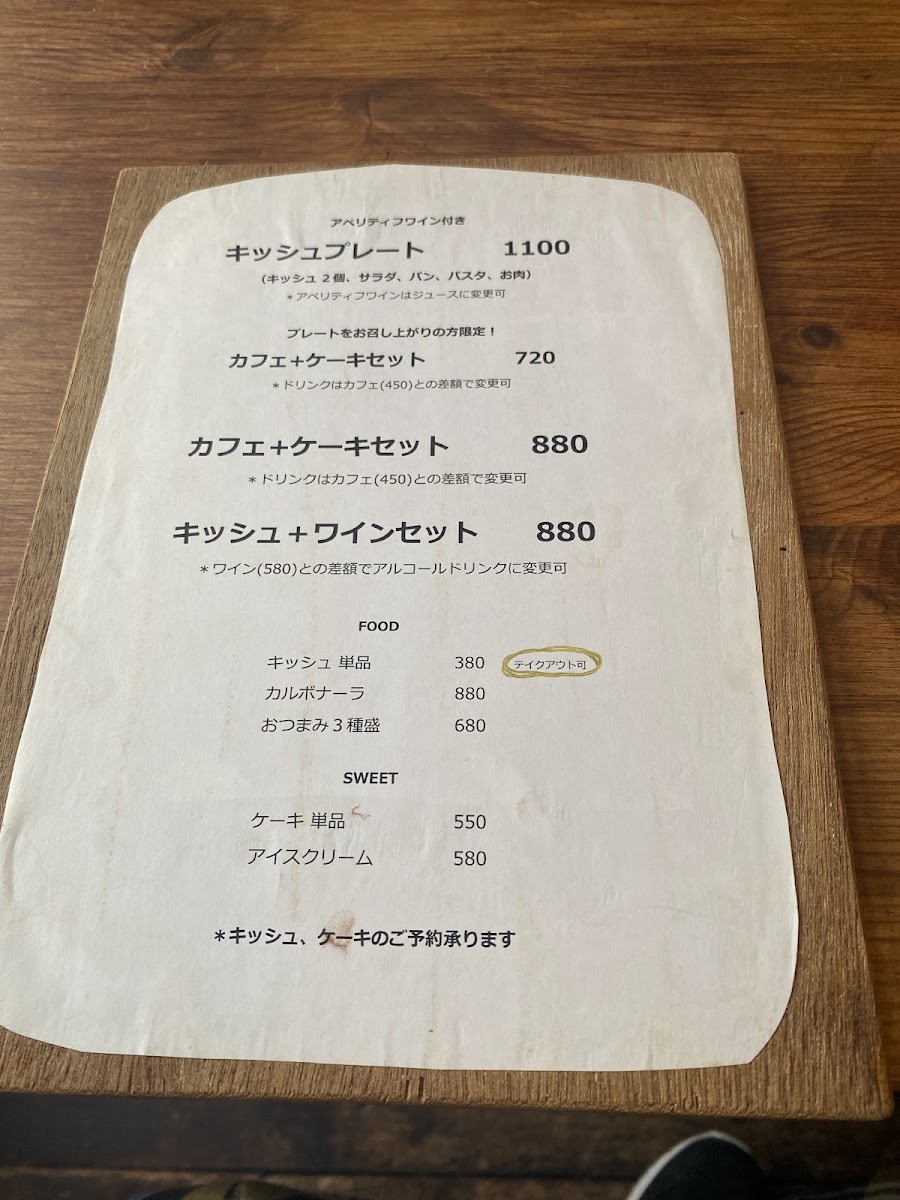 アペリティフワイン付き
キッシュプレート 1100
(キッシュ２個、サラダ、パン、パスタ、お肉)
＊アペリティフワインはジュースに変更可
プレートをお召し上がりの方限定！
カフェ+ケーキセット 720
＊ドリンクはカフェ(450)との差額で変更可
カフェ+ケーキセット 880
＊ドリンクはカフェ(450)との差額で変更可
キッシュ＋ワインセット 880
＊ワイン(580)との差額でアルコールドリンクに変更可
FOOD
キッシュ 単品 380 テイクアウト可
カルボナーラ 880
おつまみ３種盛 680
SWEET
ケーキ 単品 550
アイスクリーム 580
＊キッシュ、ケーキのご予約承ります